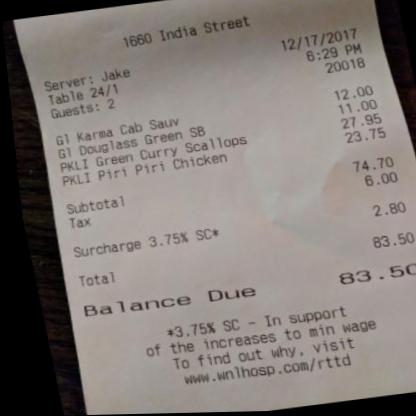 1660 India Street
Server: Jake 12/17/2017
Table 24/1 6:29 PM
Guests: 2 20018
Gl Karma Cab Sauv 12.00
Gl Douglass Green SB 11.00
PKLI Green Curry Scallops 27.95
PKLI Piri Piri Chicken 23.75
Subtotal 74.70
Tax 6.00
Surcharge 3.75% SC* 2.80
Total 83.50
Balance Due 83.50
*3.75% SC - In support
of the increases to min wage
To find out why, visit
www.wnlhosp.com/rttd